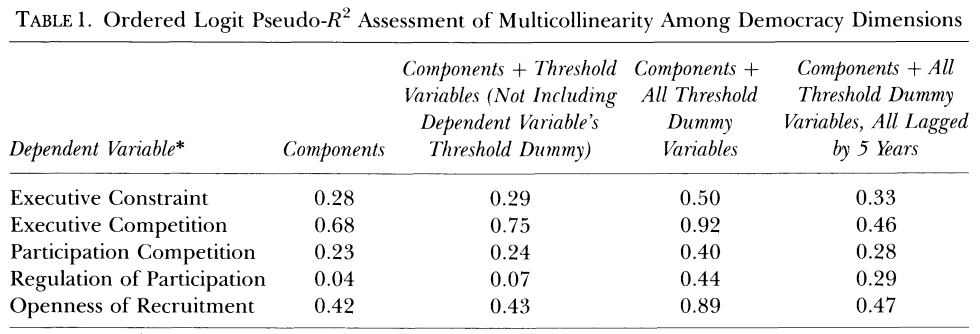 TABLE 1. Ordered Logit Pseudo-R² Assessment of Multicollinearity Among Democracy Dimensions
Components + Threshold Components + Components + All
Variables (Not Including All Threshold Threshold Dummy
Dependent Variable's Dummy Variables, All Lagged
Dependent Variable* Components Threshold Dummy) Variables by 5 Years
Executive Constraint 0.28 0.29 0.50 0.33
Executive Competition 0.68 0.75 0.92 0.46
Participation Competition 0.23 0.24 0.40 0.28
Regulation of Participation 0.04 0.07 0.44 0.29
Openness of Recruitment 0.42 0.43 0.89 0.47